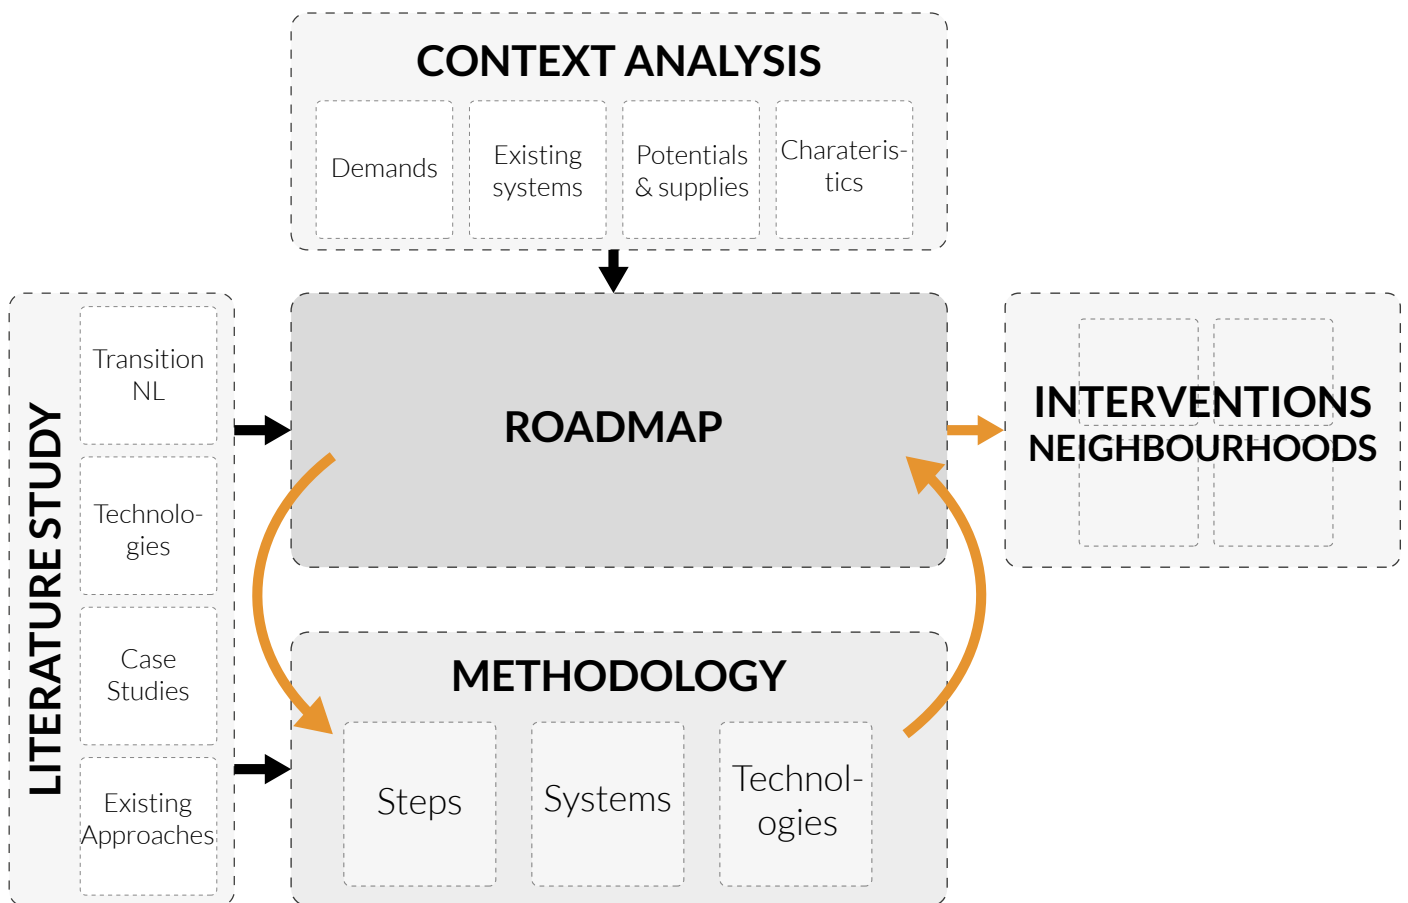 CONTEXT ANALYSIS
Demands
Existing
systems
Potentials
& supplies
Charateris-
tics
LITERATURE STUDY
Transition
NL
Technolo-
gies
Case
Studies
Existing
Approaches
ROADMAP
INTERVENTIONS
NEIGHBOURHOODS
METHODOLOGY
Steps
Systems
Technol-
ogies